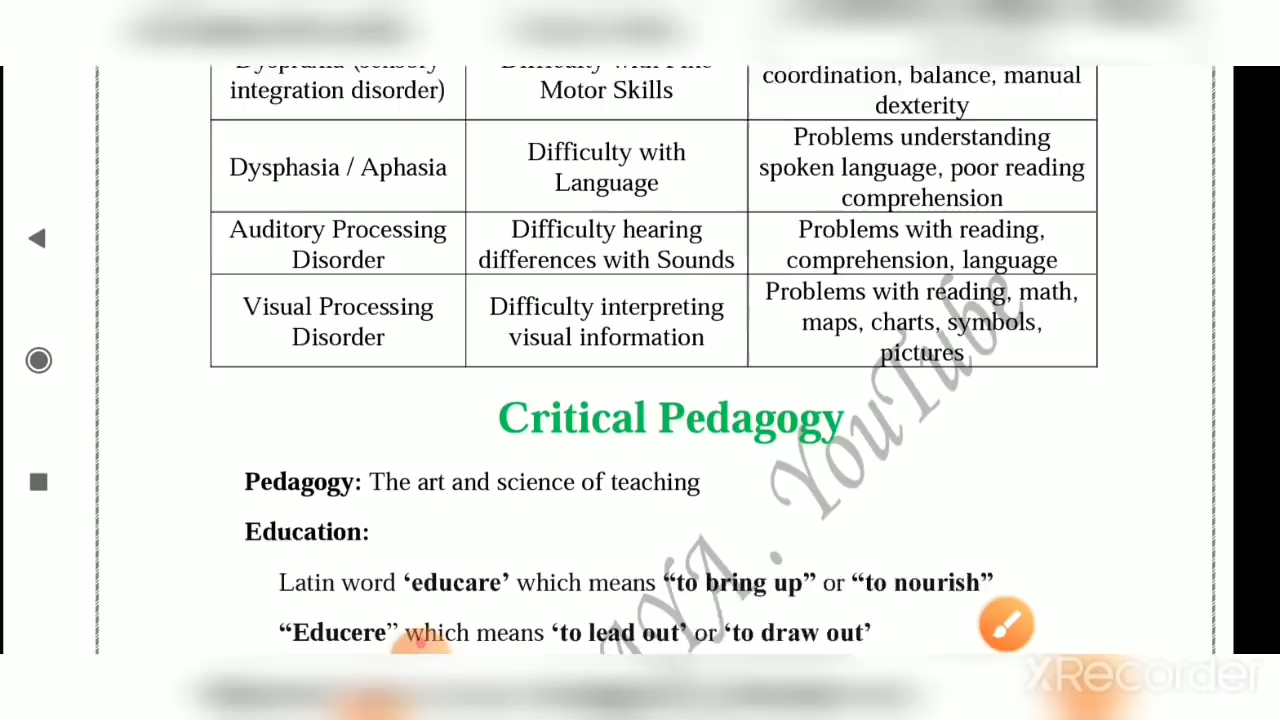 integration disorder)
Motor Skills
coordination, balance, manual
dexterity
Dysphasia / Aphasia
Difficulty with
Language
Problems understanding
spoken language, poor reading
comprehension
Auditory Processing
Disorder
Difficulty hearing
differences with Sounds
Problems with reading,
comprehension, language
Visual Processing
Disorder
Difficulty interpreting
visual information
Problems with reading, math,
maps, charts, symbols,
pictures
Critical Pedagogy
Pedagogy: The art and science of teaching
Education:
Latin word ‘educare’ which means “to bring up” or “to nourish”
“Educere” which means ‘to lead out’ or ‘to draw out’
. YouTube
XRecorder